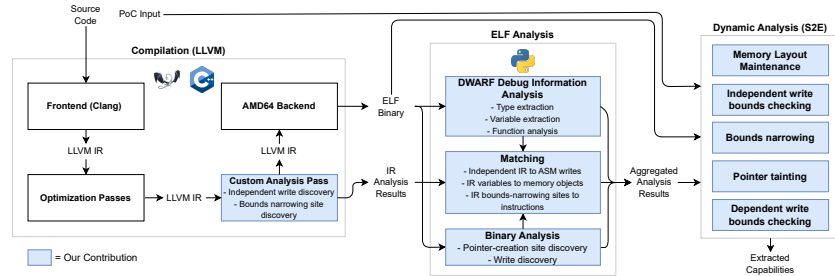 Source
Code
PoC Input
Compilation (LLVM)
Frontend (Clang)
AMD64 Backend
LLVM IR
LLVM IR
Optimization Passes
LLVM IR
Custom Analysis Pass
- Independent write discovery
- Bounds narrowing site
discovery
ELF
Binary
IR
Analysis
Results
ELF Analysis
DWARF Debug Information
Analysis
- Type extraction
- Variable extraction
- Function analysis
Matching
- Independent IR to ASM writes
- IR variables to memory objects
- IR bounds-narrowing sites to
instructions
Binary Analysis
- Pointer-creation site discovery
- Write discovery
Aggregated
Analysis
Results
Dynamic Analysis (S2E)
Memory Layout
Maintenance
Independent write
bounds checking
Bounds narrowing
Pointer tainting
Dependent write
bounds checking
Extracted
Capabilities
= Our Contribution